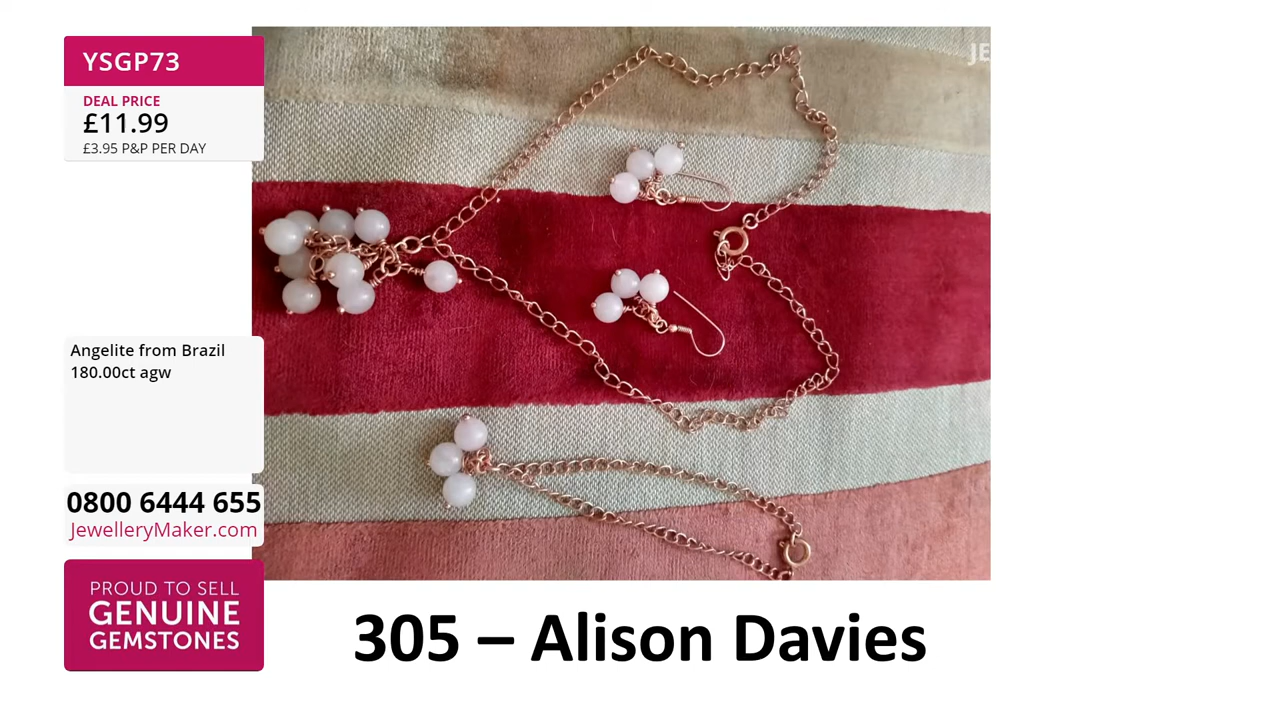 YSGP73
DEAL PRICE
£11.99
£3.95 P&P PER DAY
JE
Angelite from Brazil
180.00ct agw
0800 6444 655
JewelleryMaker.com
PROUD TO SELL
GENUINE
GEMSTONES
305 – Alison Davies